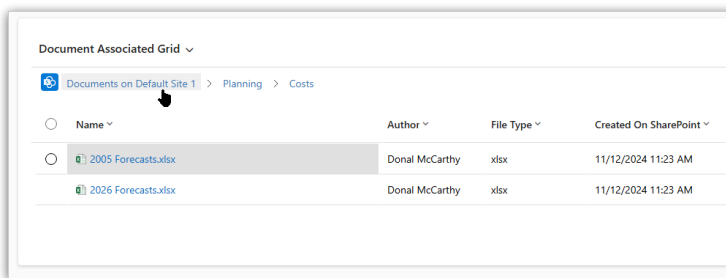 Document Associated Grid
Documents on Default Site 1 > Planning > Costs
Name Author File Type Created On SharePoint
2005 Forecasts.xlsx Donal McCarthy xlsx 11/12/2024 11:23 AM
2026 Forecasts.xlsx Donal McCarthy xlsx 11/12/2024 11:23 AM